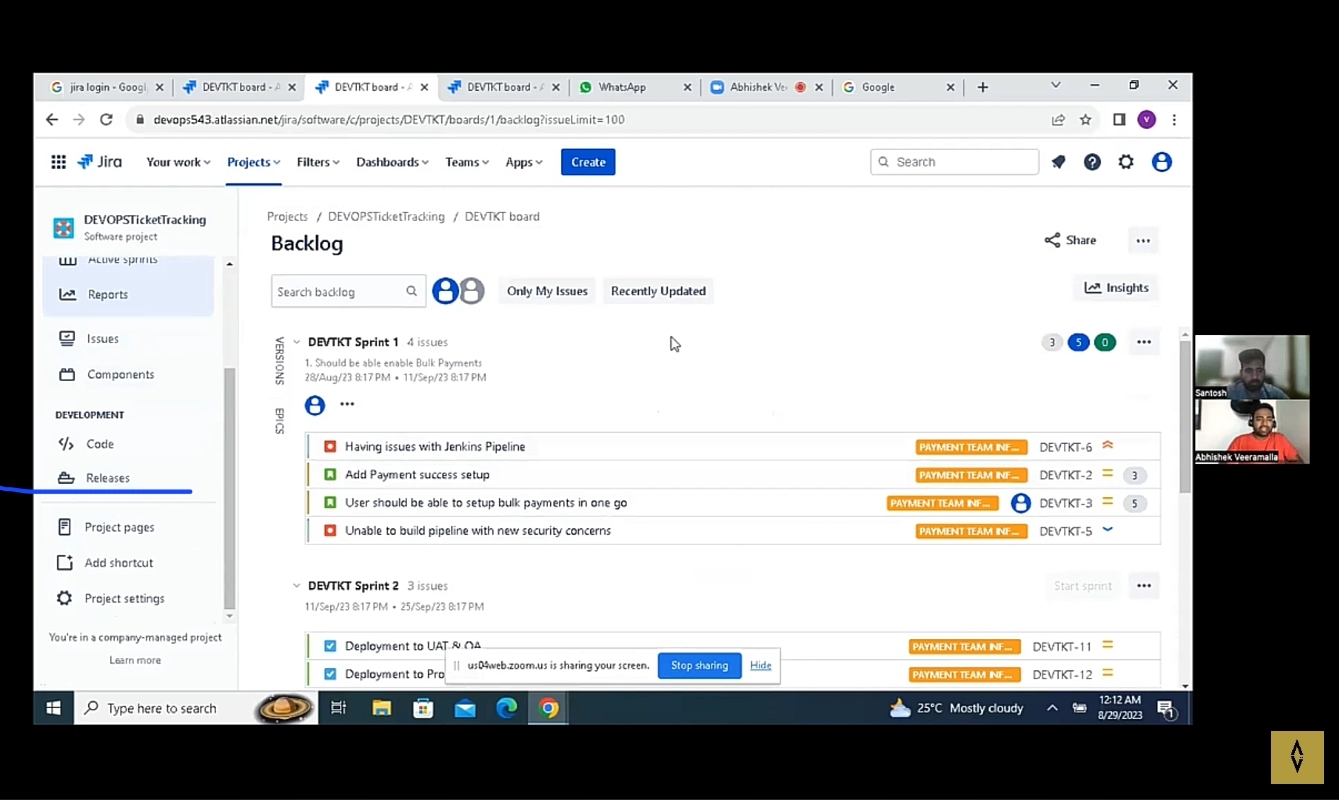 jira login - Googl
DEVTKT board - A
DEVTKT board - A
DEVTKT board - A
WhatsApp
Abhishek Ve
Google
devops543.atlassian.net/jira/software/c/projects/DEVTKT/boards/1/backlog?issueLimit=100
V
Jira
Your work
Projects
Filters
Dashboards
Teams
Apps
Create
Search
DEVOPSTicketTracking
Software project
Active sprints
Reports
Issues
Components
DEVELOPMENT
Code
Releases
Project pages
Add shortcut
Project settings
You're in a company-managed project
Learn more
Projects / DEVOPSTicketTracking / DEVTKT board
Backlog
Share
Search backlog
Only My Issues
Recently Updated
Insights
VERSIONS
EPICS
DEVTKT Sprint 1 4 issues
3 5 0
1. Should be able enable Bulk Payments
28/Aug/23 8:17 PM • 11/Sep/23 8:17 PM
Having issues with Jenkins Pipeline PAYMENT TEAM INF... DEVTKT-6
Add Payment success setup PAYMENT TEAM INF... DEVTKT-2 3
User should be able to setup bulk payments in one go PAYMENT TEAM INF... DEVTKT-3 5
Unable to build pipeline with new security concerns PAYMENT TEAM INF... DEVTKT-5
DEVTKT Sprint 2 3 issues
Start sprint
11/Sep/23 8:17 PM • 25/Sep/23 8:17 PM
Deployment to UAT & QA PAYMENT TEAM INF... DEVTKT-11
Deployment to Pro PAYMENT TEAM INF... DEVTKT-12
us04web.zoom.us is sharing your screen.
Stop sharing
Hide
Santosh
Abhishek Veeramalla
Type here to search
25°C Mostly cloudy
12:12 AM
8/29/2023
1